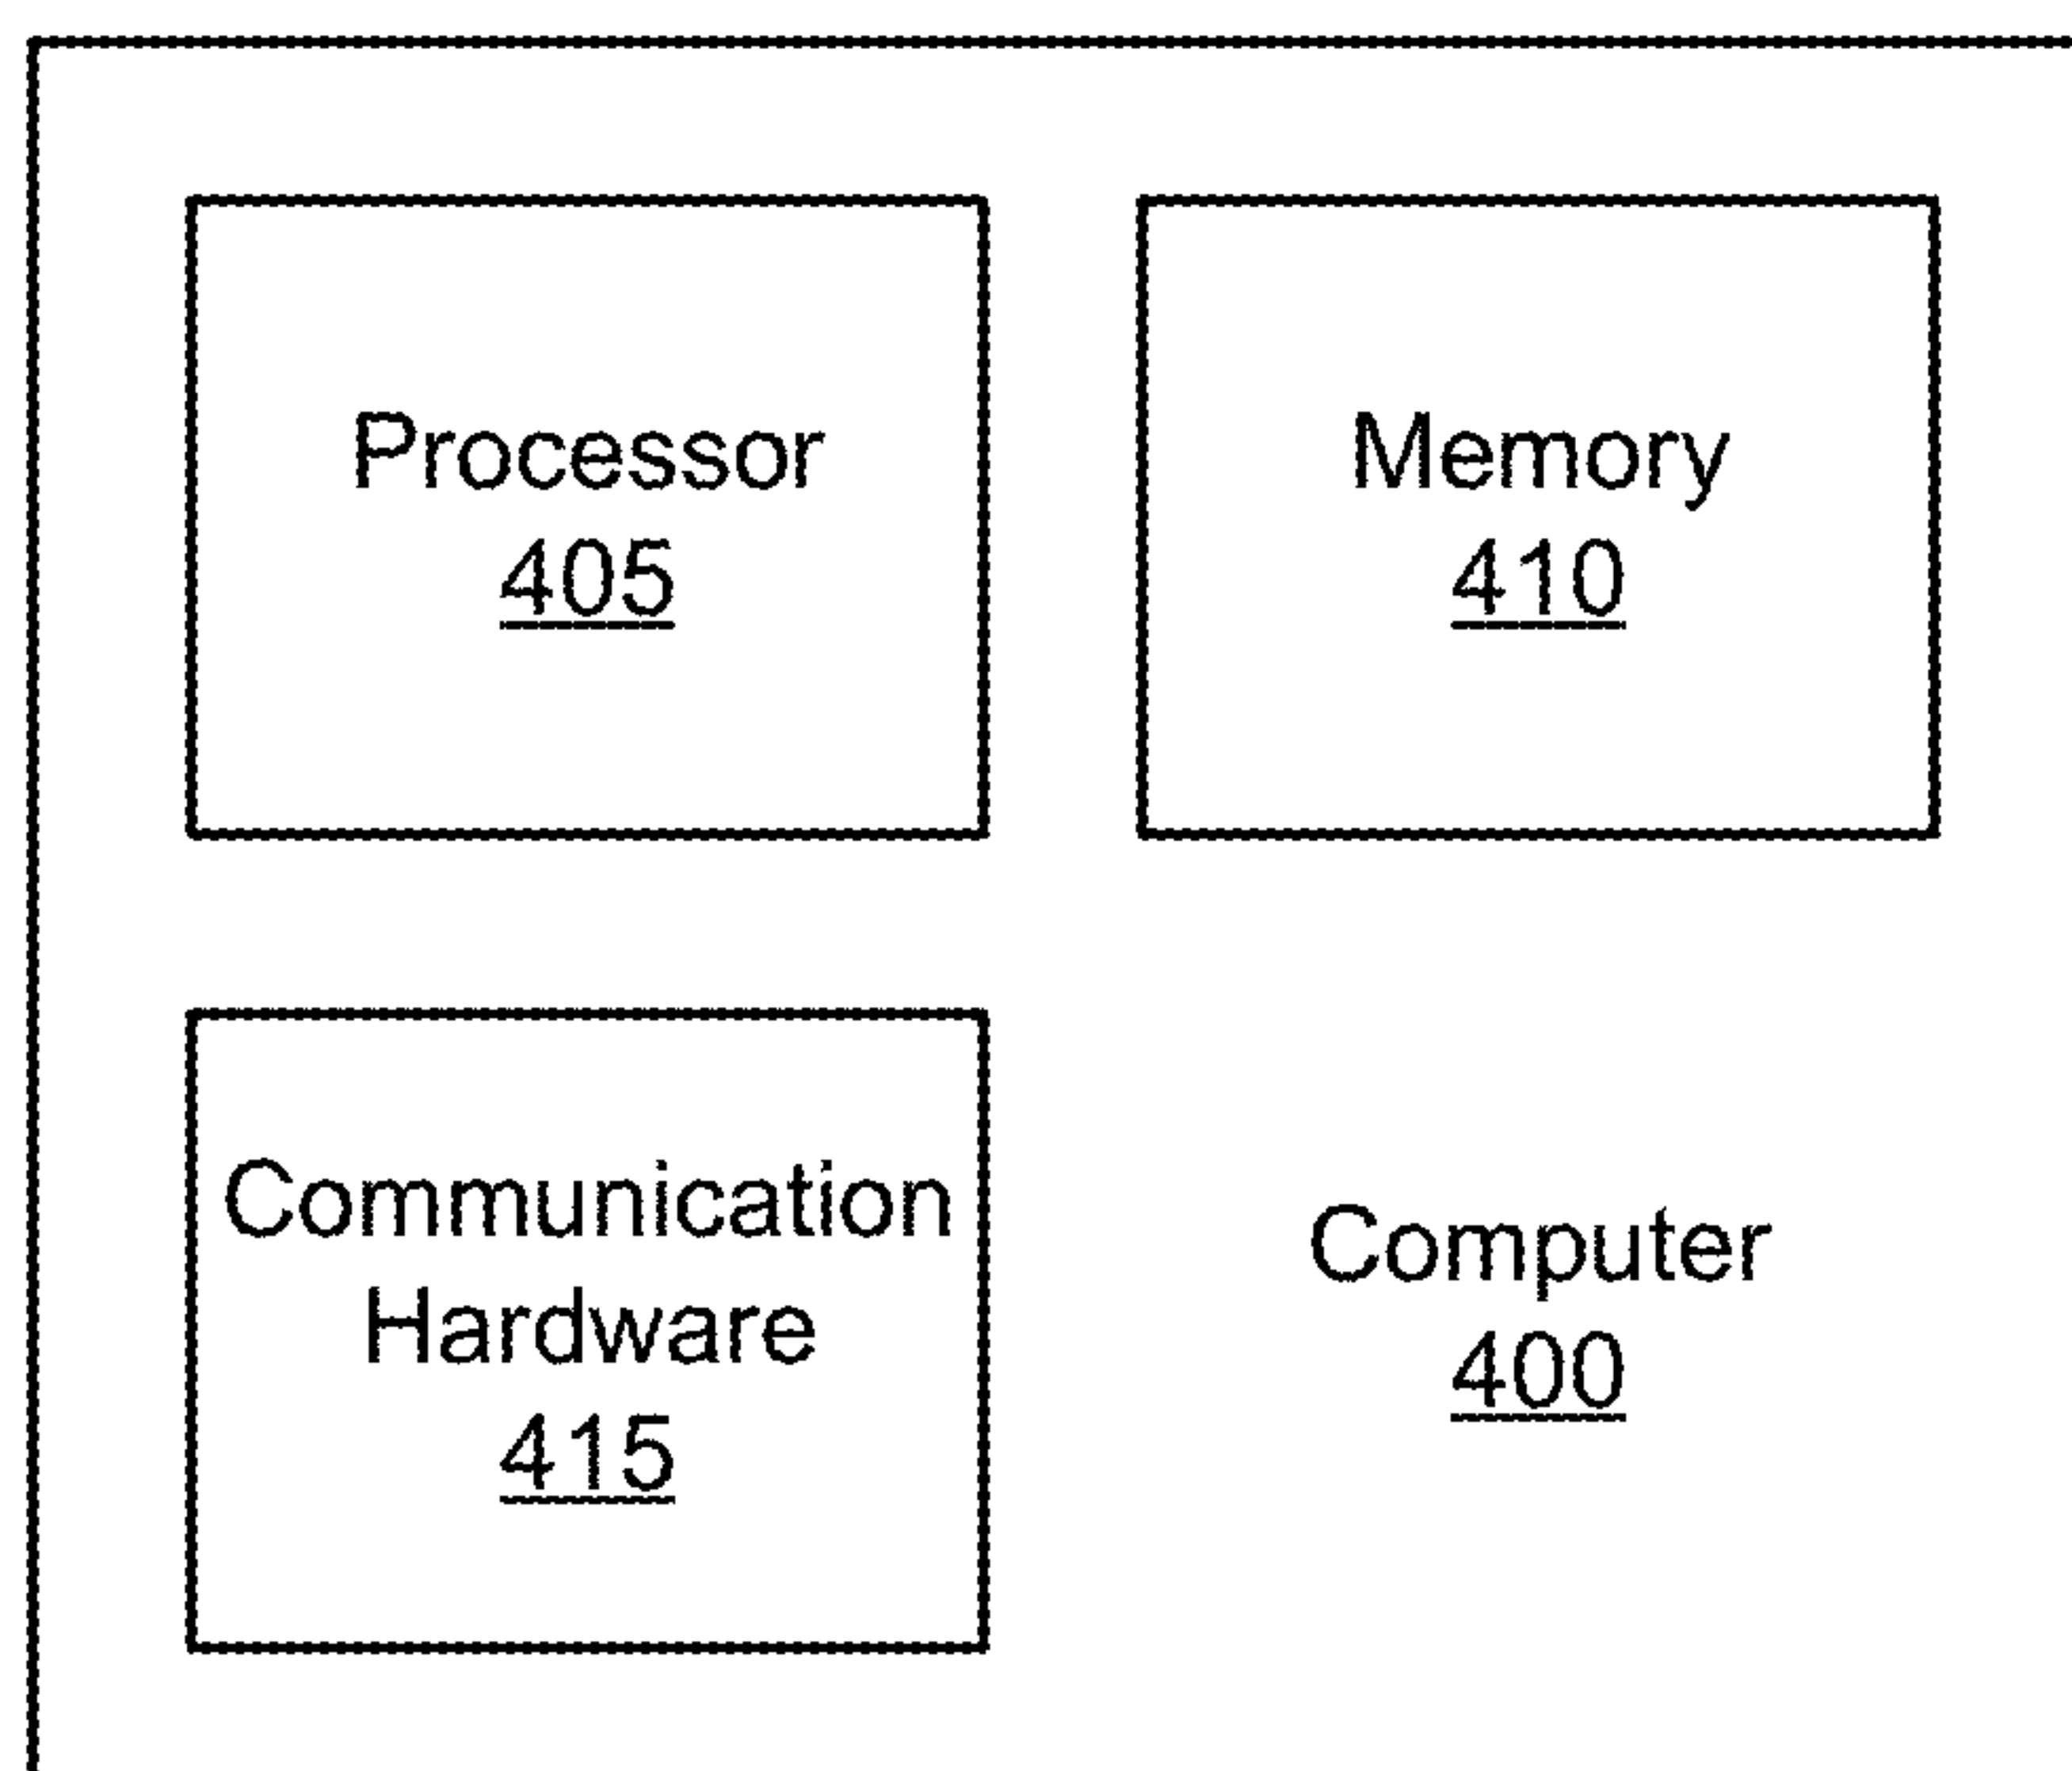 Processor
405
Memory
410
Communication
Hardware
415
Computer
400